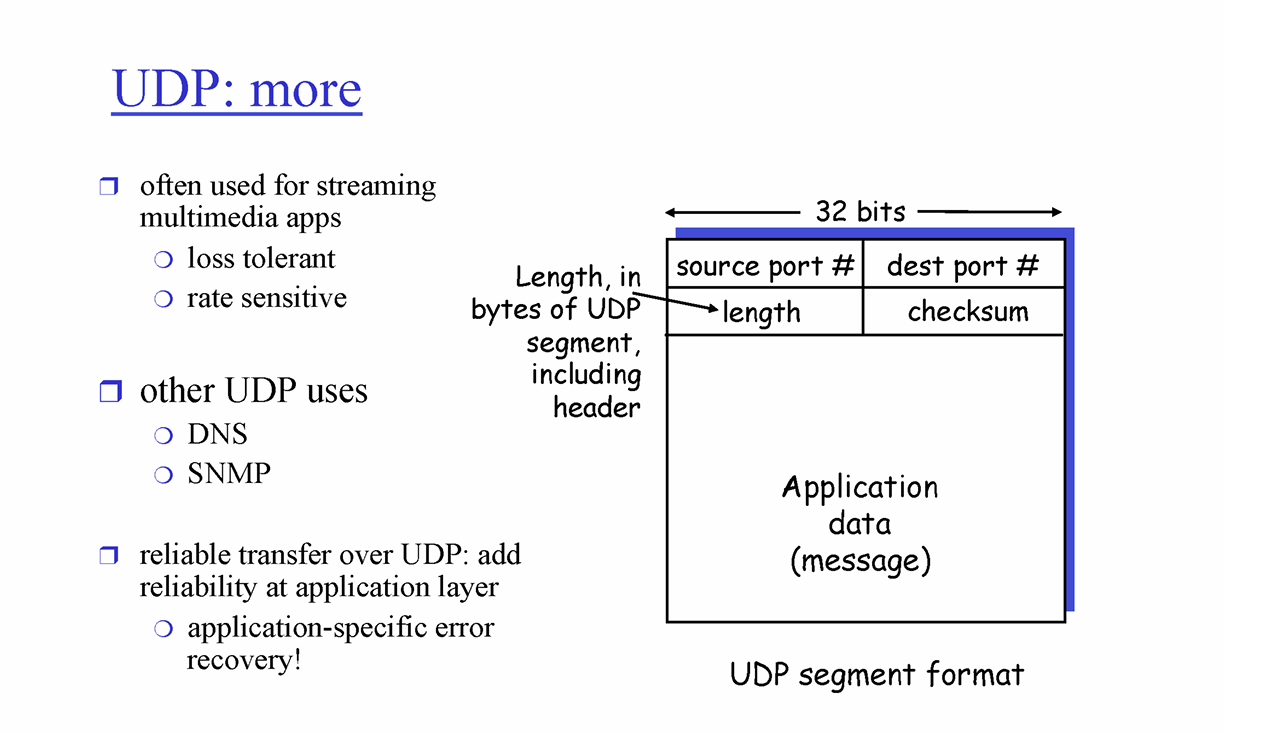 UDP: more
often used for streaming
multimedia apps
loss tolerant
rate sensitive
other UDP uses
DNS
SNMP
reliable transfer over UDP: add
reliability at application layer
application-specific error
recovery!
32 bits
source port # dest port #
length checksum
Length, in
bytes of UDP
segment,
including
header
Application
data
(message)
UDP segment format